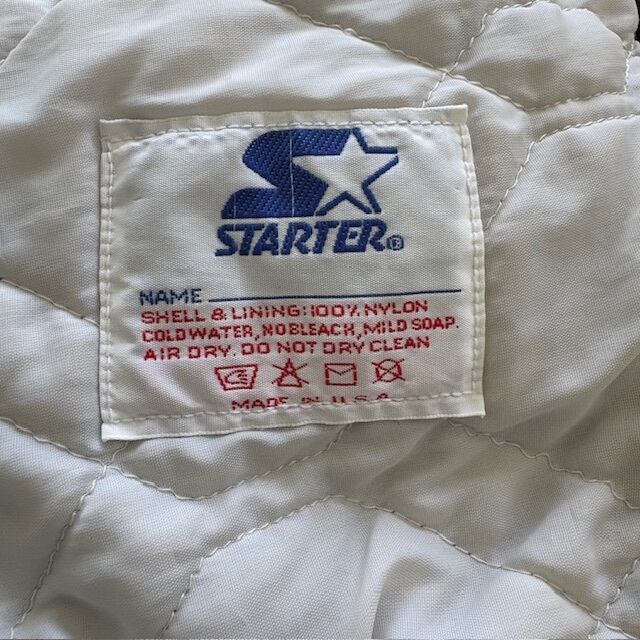 STARTER®
NAME
SHELL & LINING: 100% NYLON
COLD WATER, NO BLEACH, MILD SOAP.
AIR DRY. DO NOT DRY CLEAN
MADE IN U.S.A